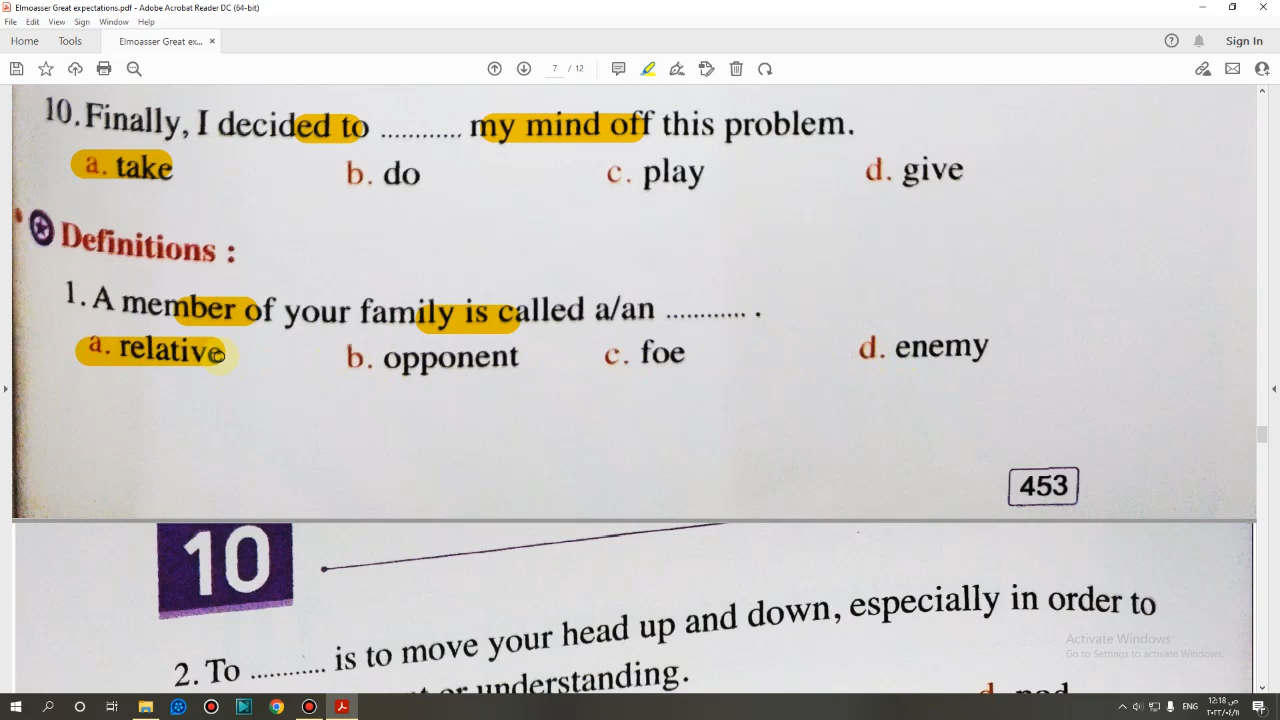 Elmoasser Great expectations.pdf - Adobe Acrobat Reader DC (64-bit)
File Edit View Sign Window Help
Home Tools Elmoasser Great ex... × Sign In
7 / 12
10. Finally, I decided to ............ my mind off this problem.
a. take b. do c. play d. give
Definitions :
1. A member of your family is called a/an ............ .
a. relative b. opponent c. foe d. enemy
453
10
2. To ........... is to move your head up and down, especially in order to
or understanding.
d. nod
Activate Windows
Go to Settings to activate Windows.
ENG 12:18 ص